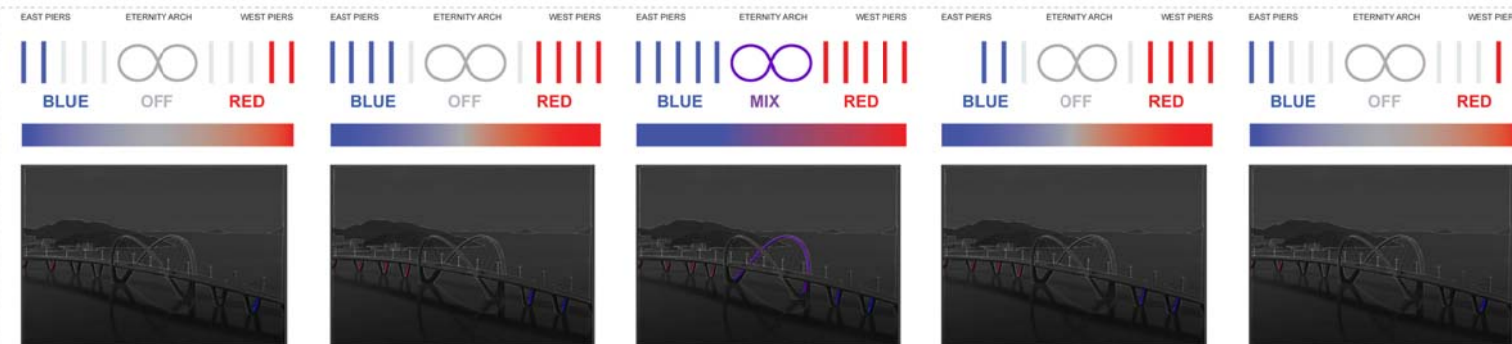 EAST PIERS ETERNITY ARCH WEST PIERS EAST PIERS ETERNITY ARCH WEST PIERS EAST PIERS ETERNITY ARCH WEST PIERS EAST PIERS ETERNITY ARCH WEST PIERS EAST PIERS ETERNITY ARCH WEST PIER
BLUE OFF RED BLUE OFF RED BLUE MIX RED BLUE OFF RED BLUE OFF RED